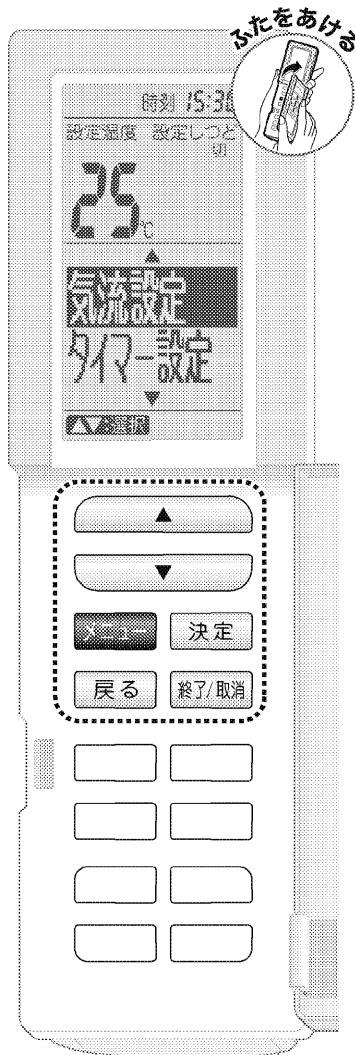 ふたをあける
時刻 15:30
設定温度 設定しつど
切
25℃
▲
気流設定
タイマー設定
▼
▲▼:選択
▲
▼
メニュー 決定
戻る 終了/取消